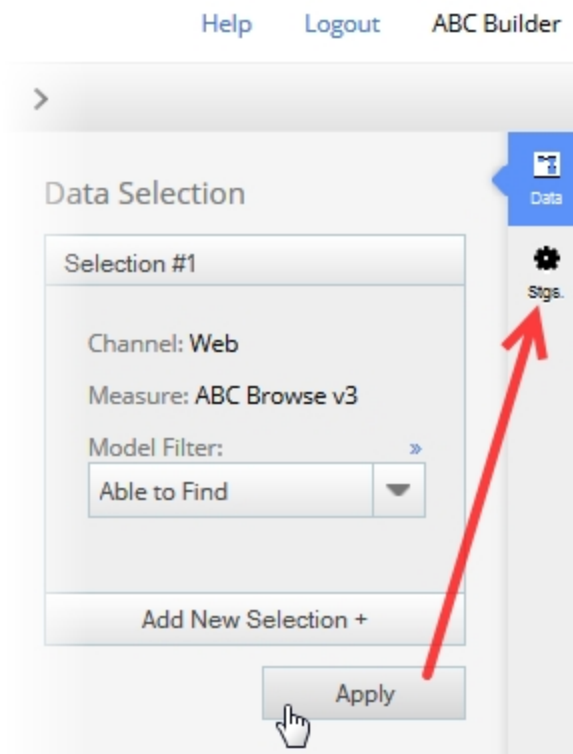 Help Logout ABC Builder
Data Selection
Data
Selection #1
Stgs.
Channel: Web
Measure: ABC Browse v3
Model Filter: »
Able to Find
Add New Selection +
Apply